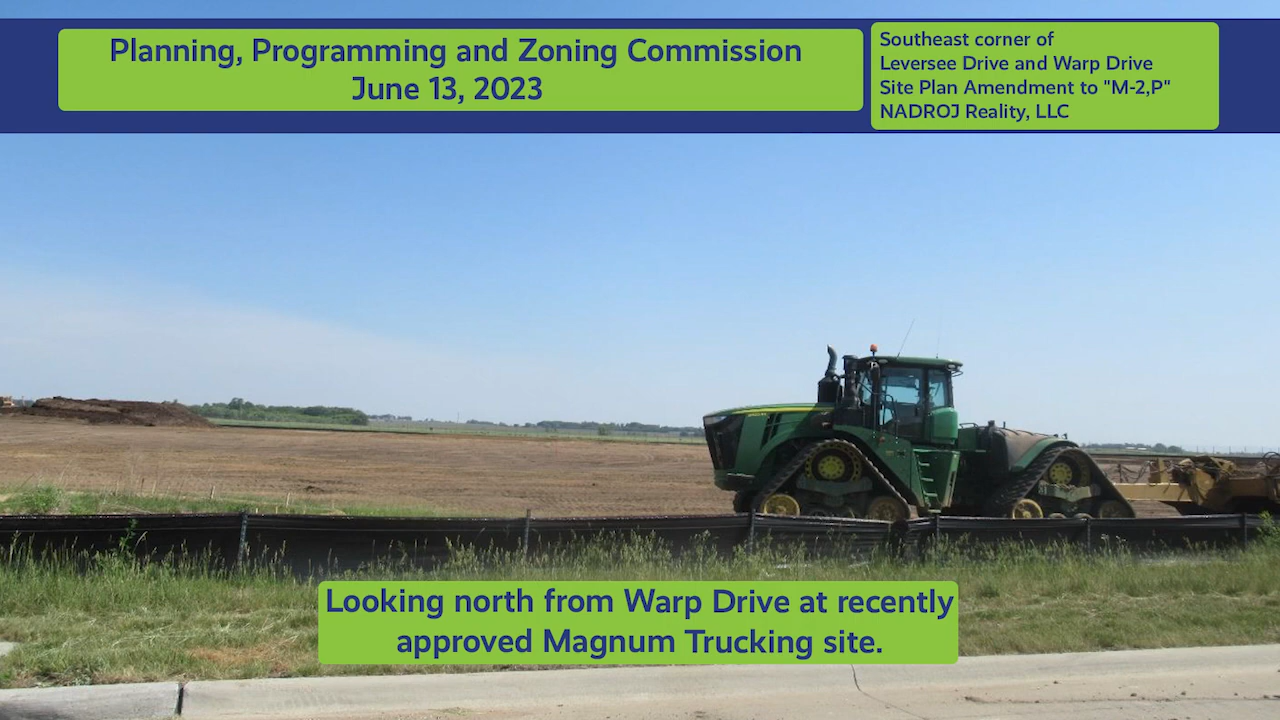 Planning, Programming and Zoning Commission
June 13, 2023
Southeast corner of
Leversee Drive and Warp Drive
Site Plan Amendment to "M-2,P"
NADROJ Reality, LLC
Looking north from Warp Drive at recently
approved Magnum Trucking site.